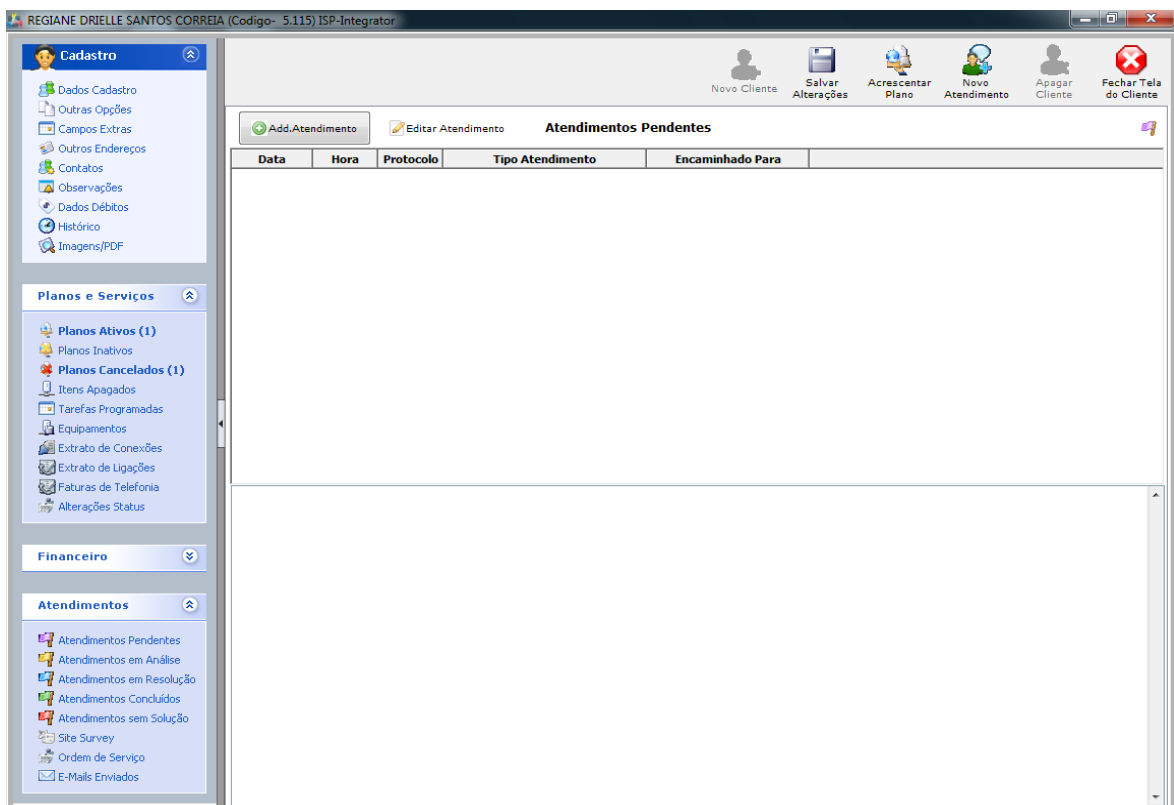 REGIANE DRIELLE SANTOS CORREIA (Codigo- 5.115) ISP-Integrator
Cadastro
Dados Cadastro
Outras Opções
Campos Extras
Outros Endereços
Contatos
Observações
Dados Débitos
Histórico
Imagens/PDF
Planos e Serviços
Planos Ativos (1)
Planos Inativos
Planos Cancelados (1)
Itens Apagados
Tarefas Programadas
Equipamentos
Extrato de Conexões
Extrato de Ligações
Faturas de Telefonia
Alterações Status
Financeiro
Atendimentos
Atendimentos Pendentes
Atendimentos em Análise
Atendimentos em Resolução
Atendimentos Concluídos
Atendimentos sem Solução
Site Survey
Ordem de Serviço
E-Mails Enviados
Novo Cliente
Salvar
Alterações
Acrescentar
Plano
Novo
Atendimento
Apagar
Cliente
Fechar Tela
do Cliente
Add.Atendimento Editar Atendimento Atendimentos Pendentes
Data Hora Protocolo Tipo Atendimento Encaminhado Para